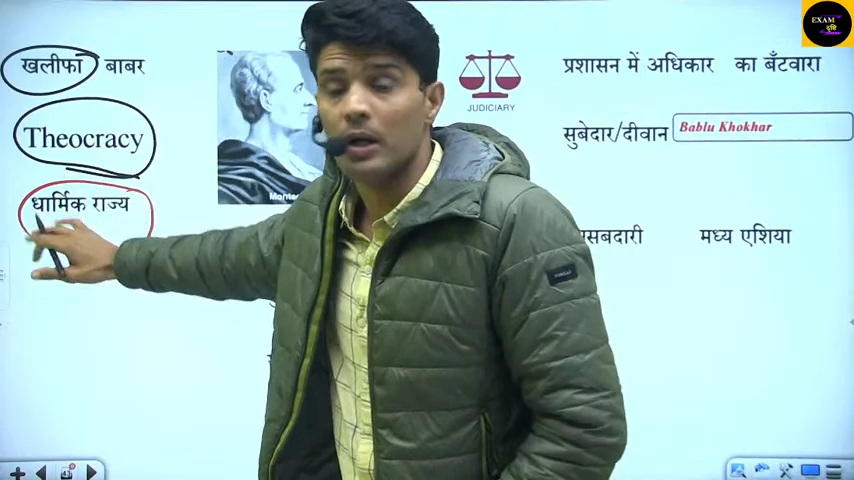 EXAM
दृष्टि
खलीफा बाबर
Theocracy
धार्मिक राज्य
JUDICIARY
प्रशासन में अधिकार का बँटवारा
सुबेदार/दीवान
Bablu Khokhar
मध्य एशिया